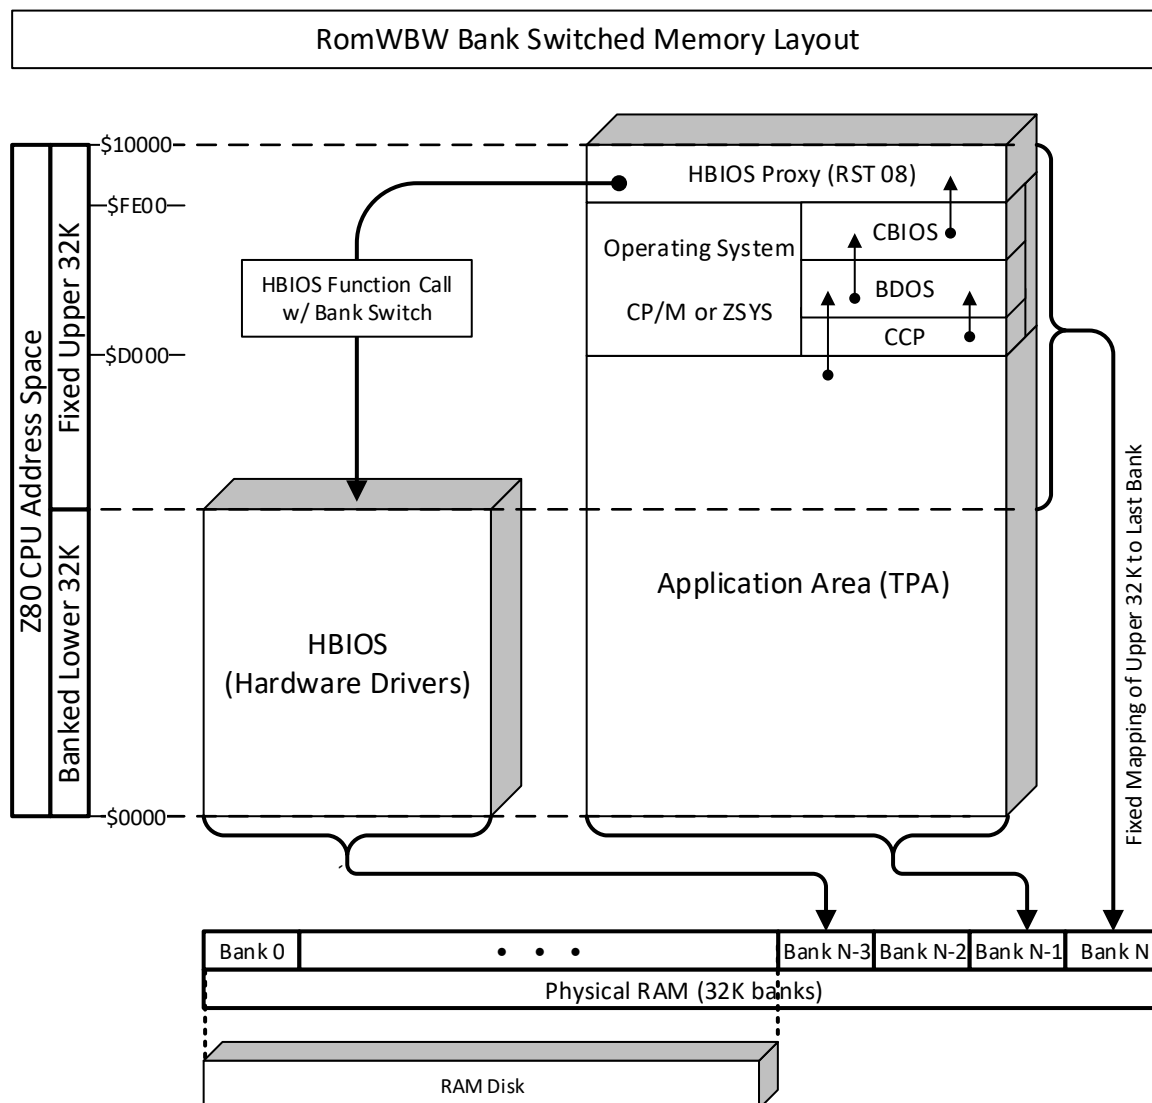 RomWBW Bank Switched Memory Layout
$10000
HBIOS Proxy (RST 08)
$FE00
CBIOS
Operating System
HBIOS Function Call
w/ Bank Switch
BDOS
CP/M or ZSYS
CCP
$D000
Z80 CPU Address Space
Fixed Upper 32K
Banked Lower 32K
Fixed Mapping of Upper 32K to Last Bank
Application Area (TPA)
HBIOS
(Hardware Drivers)
$0000
Bank 0
• • •
Bank N-3
Bank N-2
Bank N-1
Bank N
Physical RAM (32K banks)
RAM Disk